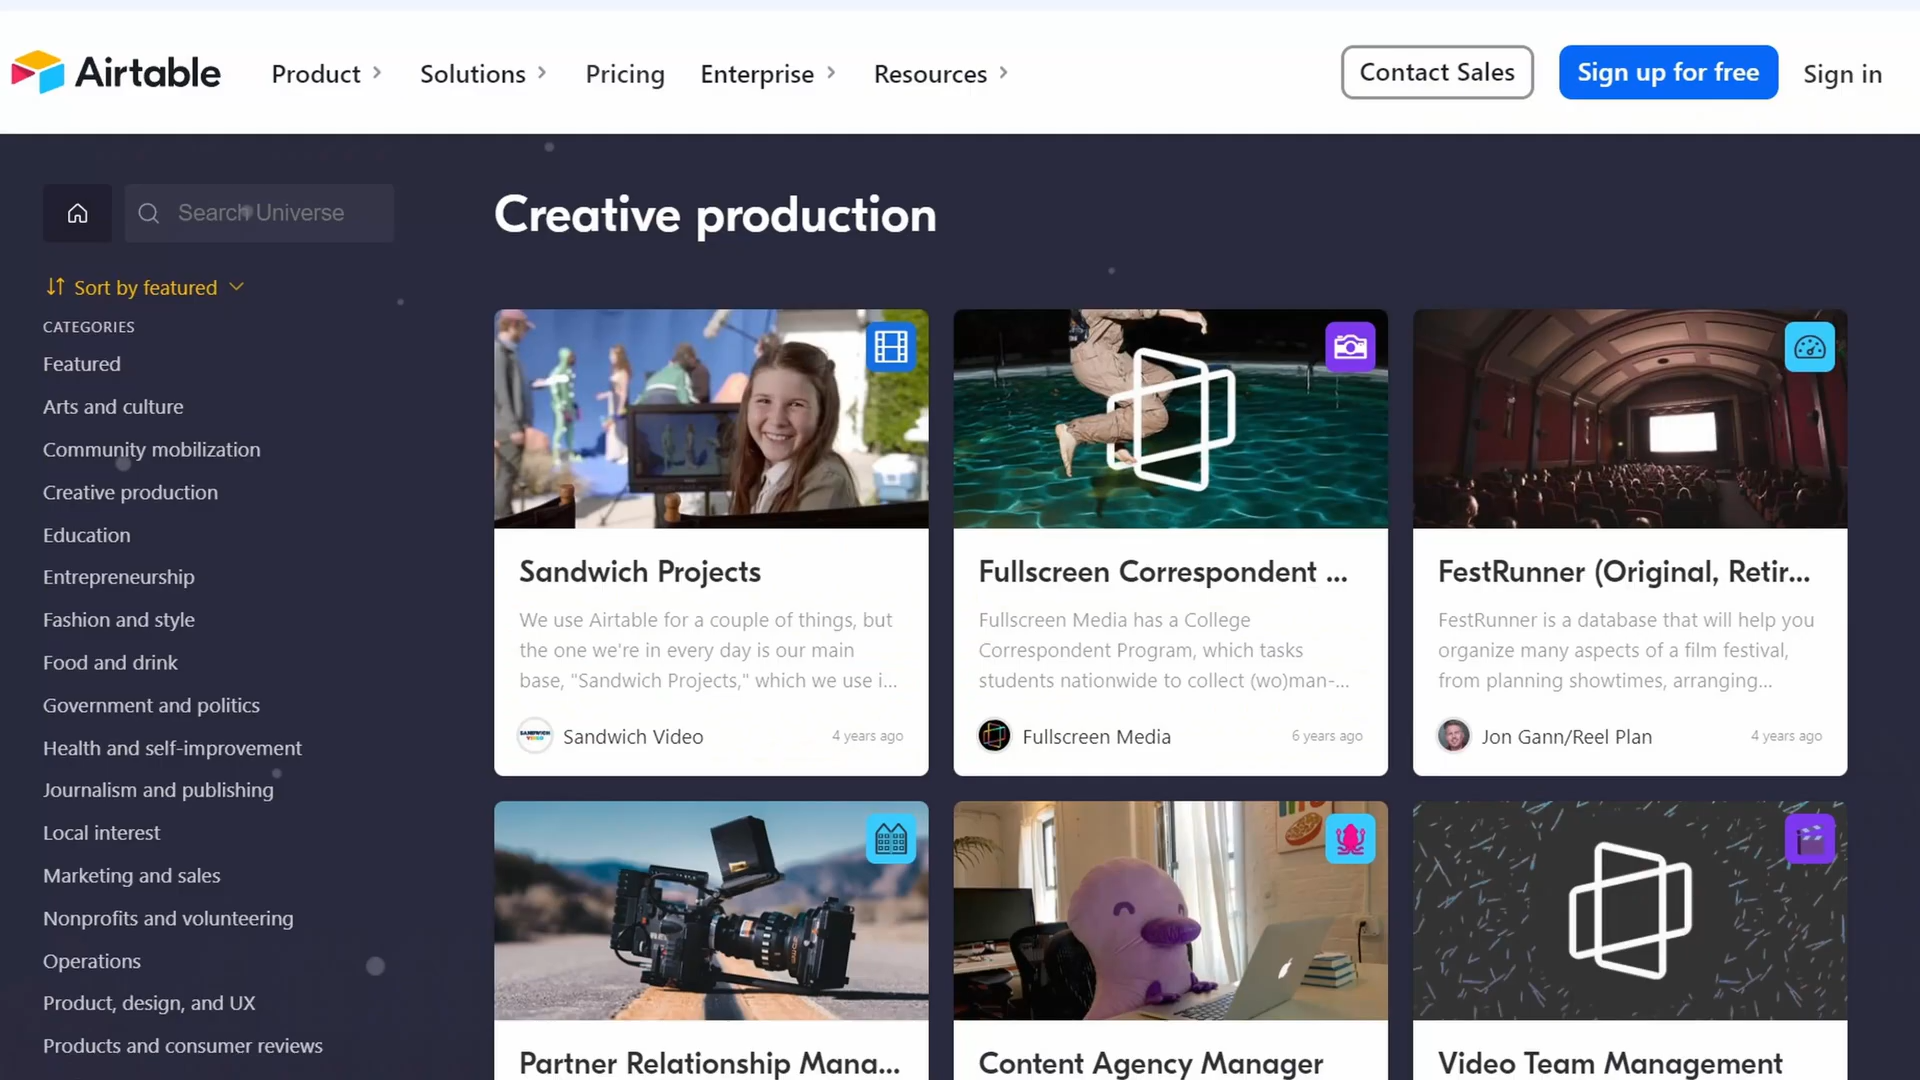 Airtable
Product
Solutions
Pricing
Enterprise
Resources
Contact Sales
Sign up for free
Sign in
Search Universe
Sort by featured
CATEGORIES
Featured
Arts and culture
Community mobilization
Creative production
Education
Entrepreneurship
Fashion and style
Food and drink
Government and politics
Health and self-improvement
Journalism and publishing
Local interest
Marketing and sales
Nonprofits and volunteering
Operations
Product, design, and UX
Products and consumer reviews
Creative production
Sandwich Projects
We use Airtable for a couple of things, but
the one we're in every day is our main
base, "Sandwich Projects," which we use i...
SANDWICH
VIDEO
Sandwich Video
4 years ago
Fullscreen Correspondent ...
Fullscreen Media has a College
Correspondent Program, which tasks
students nationwide to collect (wo)man-...
Fullscreen Media
6 years ago
FestRunner (Original, Retir...
FestRunner is a database that will help you
organize many aspects of a film festival,
from planning showtimes, arranging...
Jon Gann/Reel Plan
4 years ago
Partner Relationship Mana...
Content Agency Manager
Video Team Management